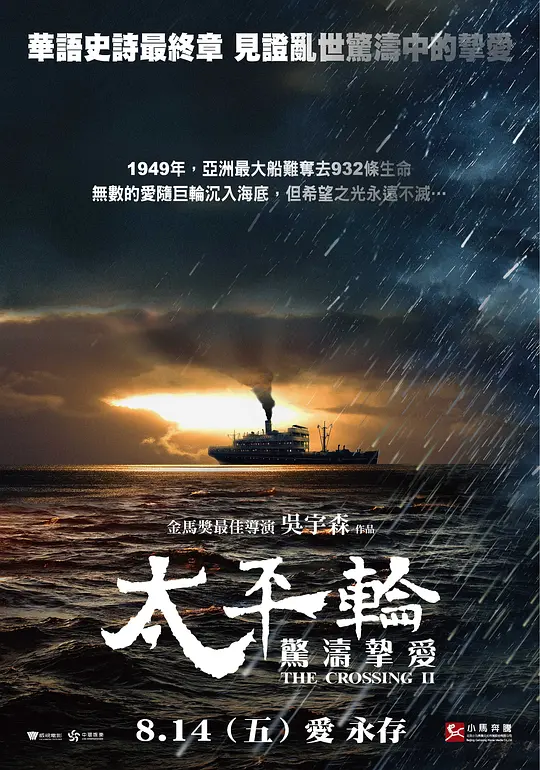 華語史詩最終章 見證亂世驚濤中的摯愛
1949年，亞洲最大船難奪去932條生命
無數的愛隨巨輪沉入海底，但希望之光永遠不滅…
金馬獎最佳導演 吳宇森 作品
太平輪
驚濤摯愛
THE CROSSING II
8.14（五）愛 永存
小馬奔騰